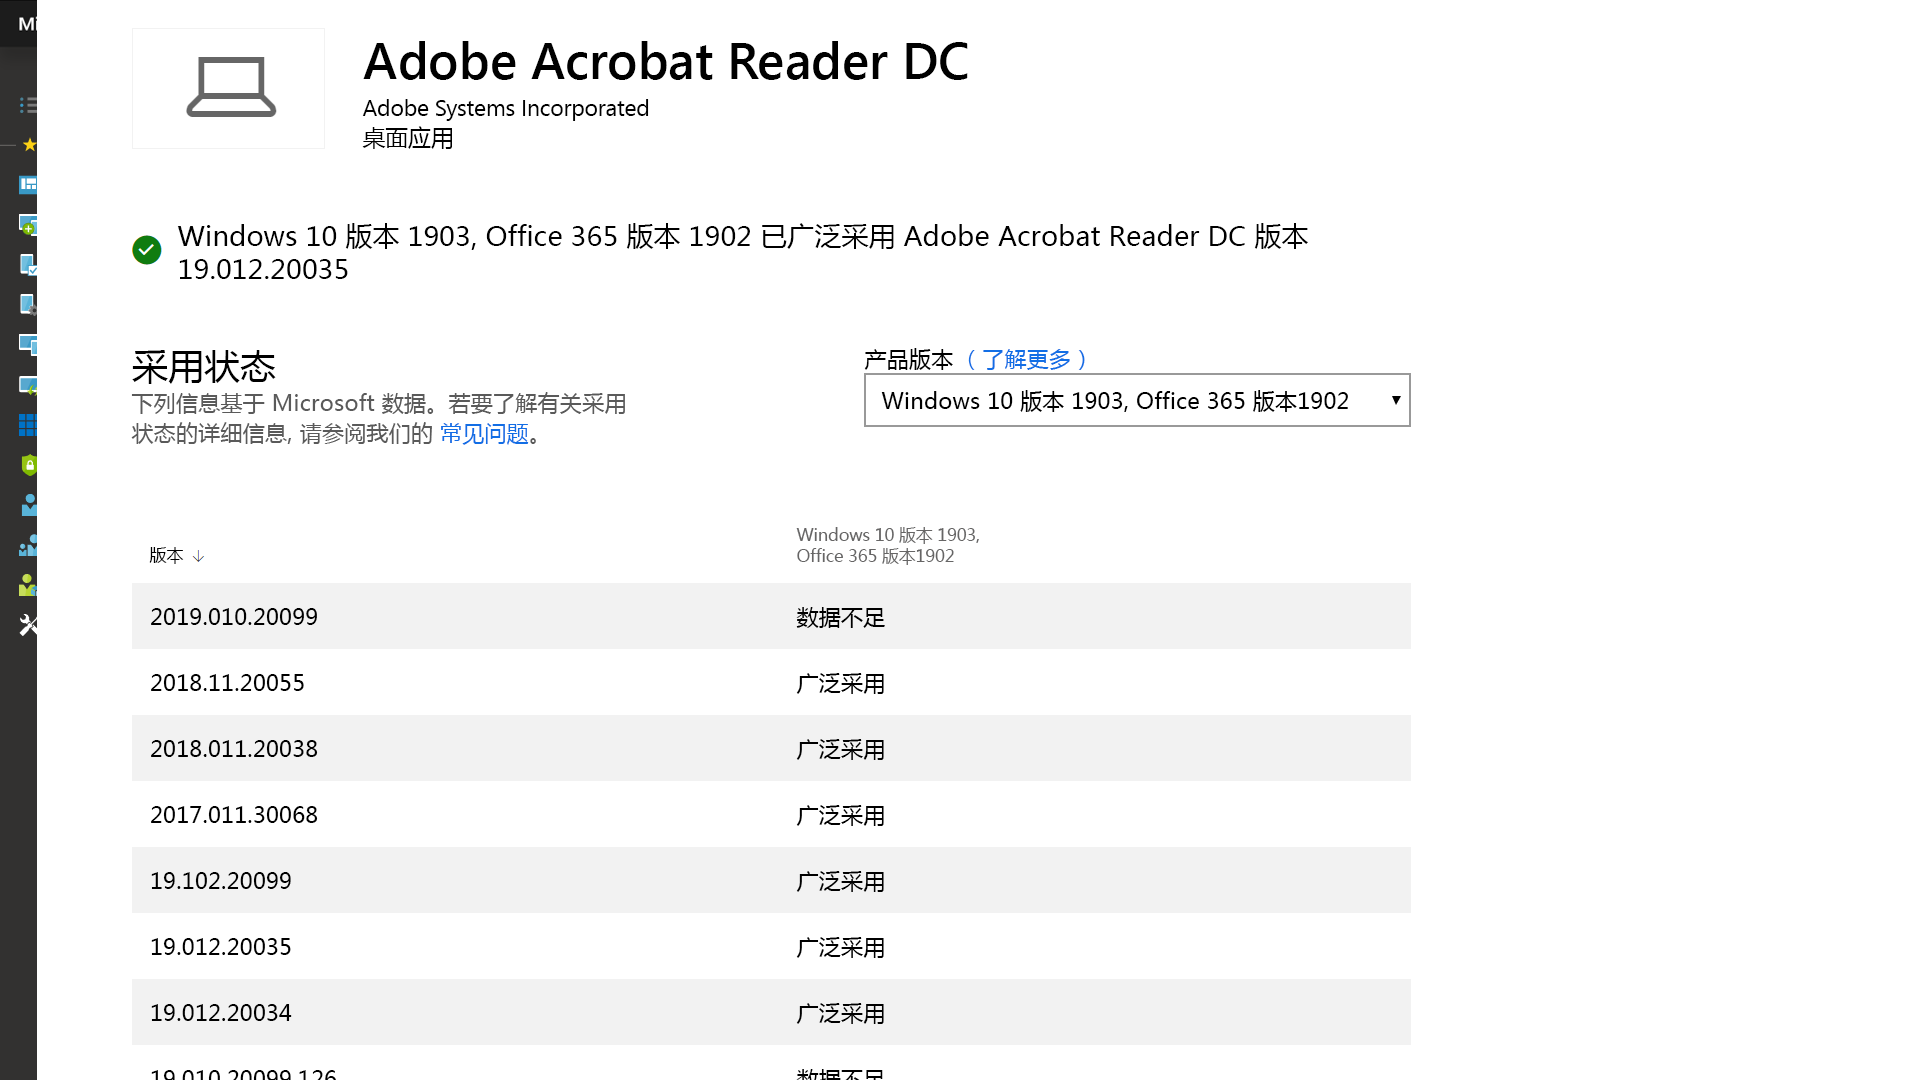 Mi
Adobe Acrobat Reader DC
Adobe Systems Incorporated
桌面应用
Windows 10 版本 1903, Office 365 版本 1902 已广泛采用 Adobe Acrobat Reader DC 版本
19.012.20035
采用状态
下列信息基于 Microsoft 数据。若要了解有关采用
状态的详细信息, 请参阅我们的 常见问题。
产品版本（了解更多）
Windows 10 版本 1903, Office 365 版本1902
版本 ↓
Windows 10 版本 1903,
Office 365 版本1902
2019.010.20099 数据不足
2018.11.20055 广泛采用
2018.011.20038 广泛采用
2017.011.30068 广泛采用
19.102.20099 广泛采用
19.012.20035 广泛采用
19.012.20034 广泛采用
19.010.20099.126 数据不足